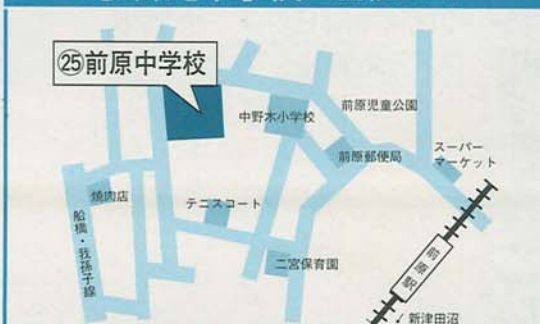 ㉕前原中学校
中野木小学校
前原児童公園
前原郵便局
スーパー
マーケット
焼肉店
テニスコート
船橋・我孫子線
二宮保育園
前原駅
新津田沼